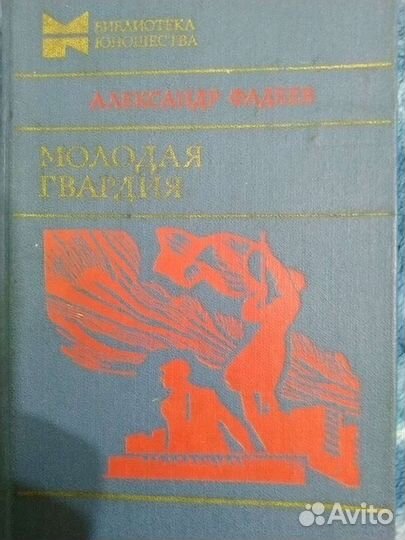 БИБЛИОТЕКА
ЮНОШЕСТВА
АЛЕКСАНДР ФАДЕЕВ
МОЛОДАЯ
ГВАРДИЯ
Avito